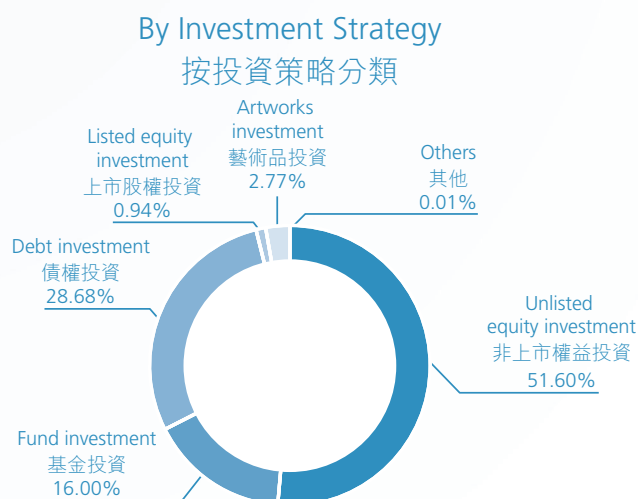 By Investment Strategy
按投資策略分類
Artworks
investment
藝術品投資
2.77%
Listed equity
investment
上市股權投資
0.94%
Others
其他
0.01%
Debt investment
債權投資
28.68%
Unlisted
equity investment
非上市權益投資
51.60%
Fund investment
基金投資
16.00%